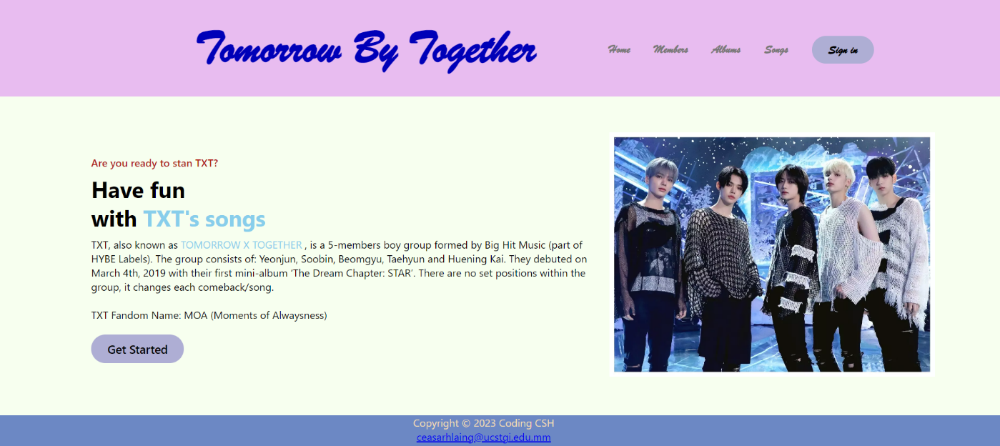 Tomorrow By Together
Home Members Albums Songs Sign in
Are you ready to stan TXT?
Have fun
with TXT's songs
TXT, also known as TOMORROW X TOGETHER , is a 5-members boy group formed by Big Hit Music (part of
HYBE Labels). The group consists of: Yeonjun, Soobin, Beomgyu, Taehyun and Huening Kai. They debuted on
March 4th, 2019 with their first mini-album ‘The Dream Chapter: STAR’. There are no set positions within the
group, it changes each comeback/song.
TXT Fandom Name: MOA (Moments of Alwaysness)
Get Started
Copyright © 2023 Coding CSH
ceasarhlaing@ucstgi.edu.mm